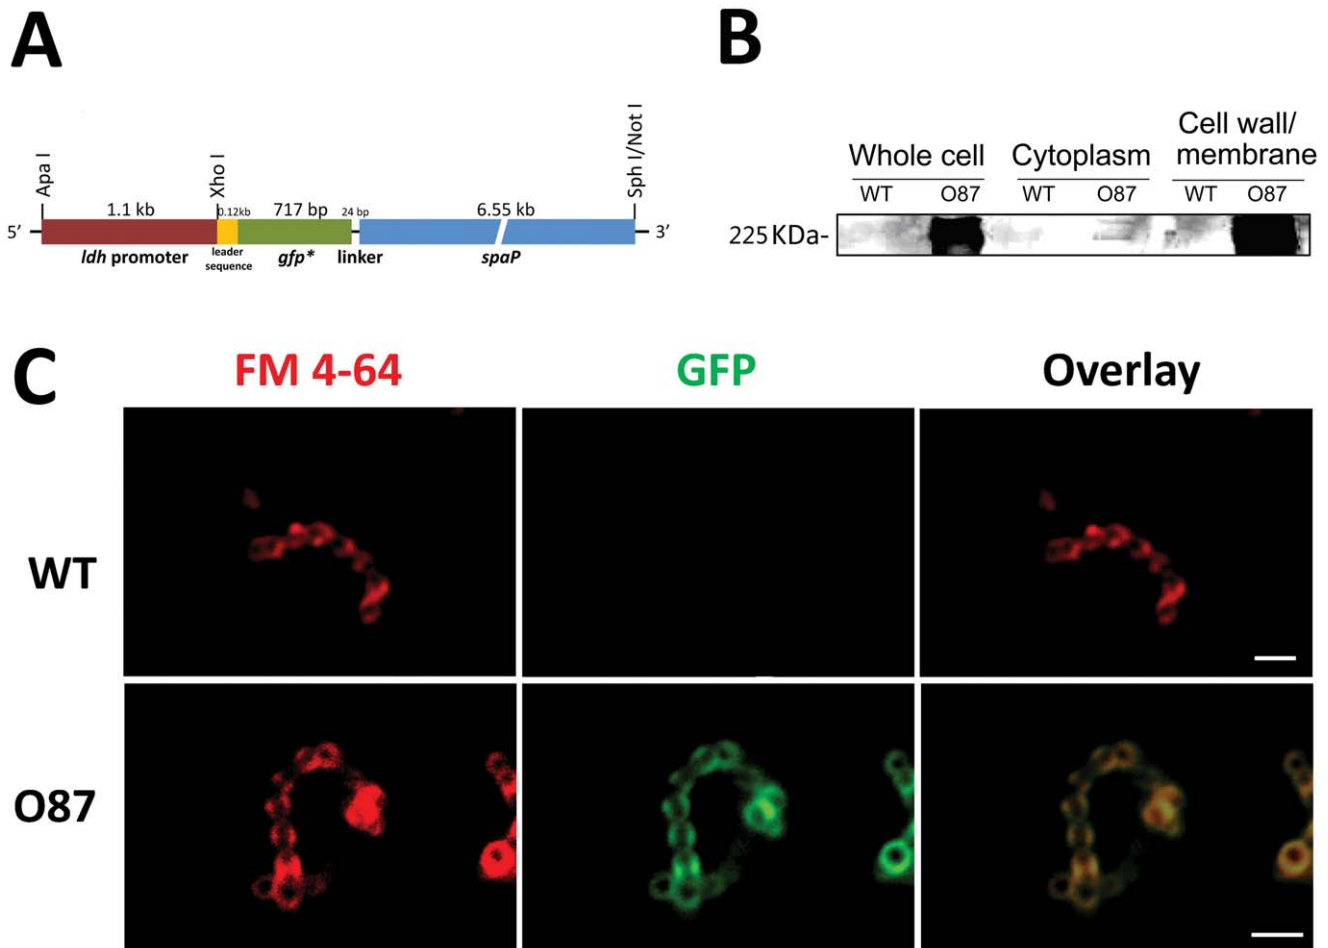 A
Apa I
Xho I
Sph I/Not I
1.1 kb
0.12kb
717 bp
24 bp
6.55 kb
5’
3’
ldh promoter
leader
sequence
gfp*
linker
spaP
B
Whole cell
Cytoplasm
Cell wall/
membrane
WT
O87
WT
O87
WT
O87
225 KDa-
C
FM 4-64
GFP
Overlay
WT
O87